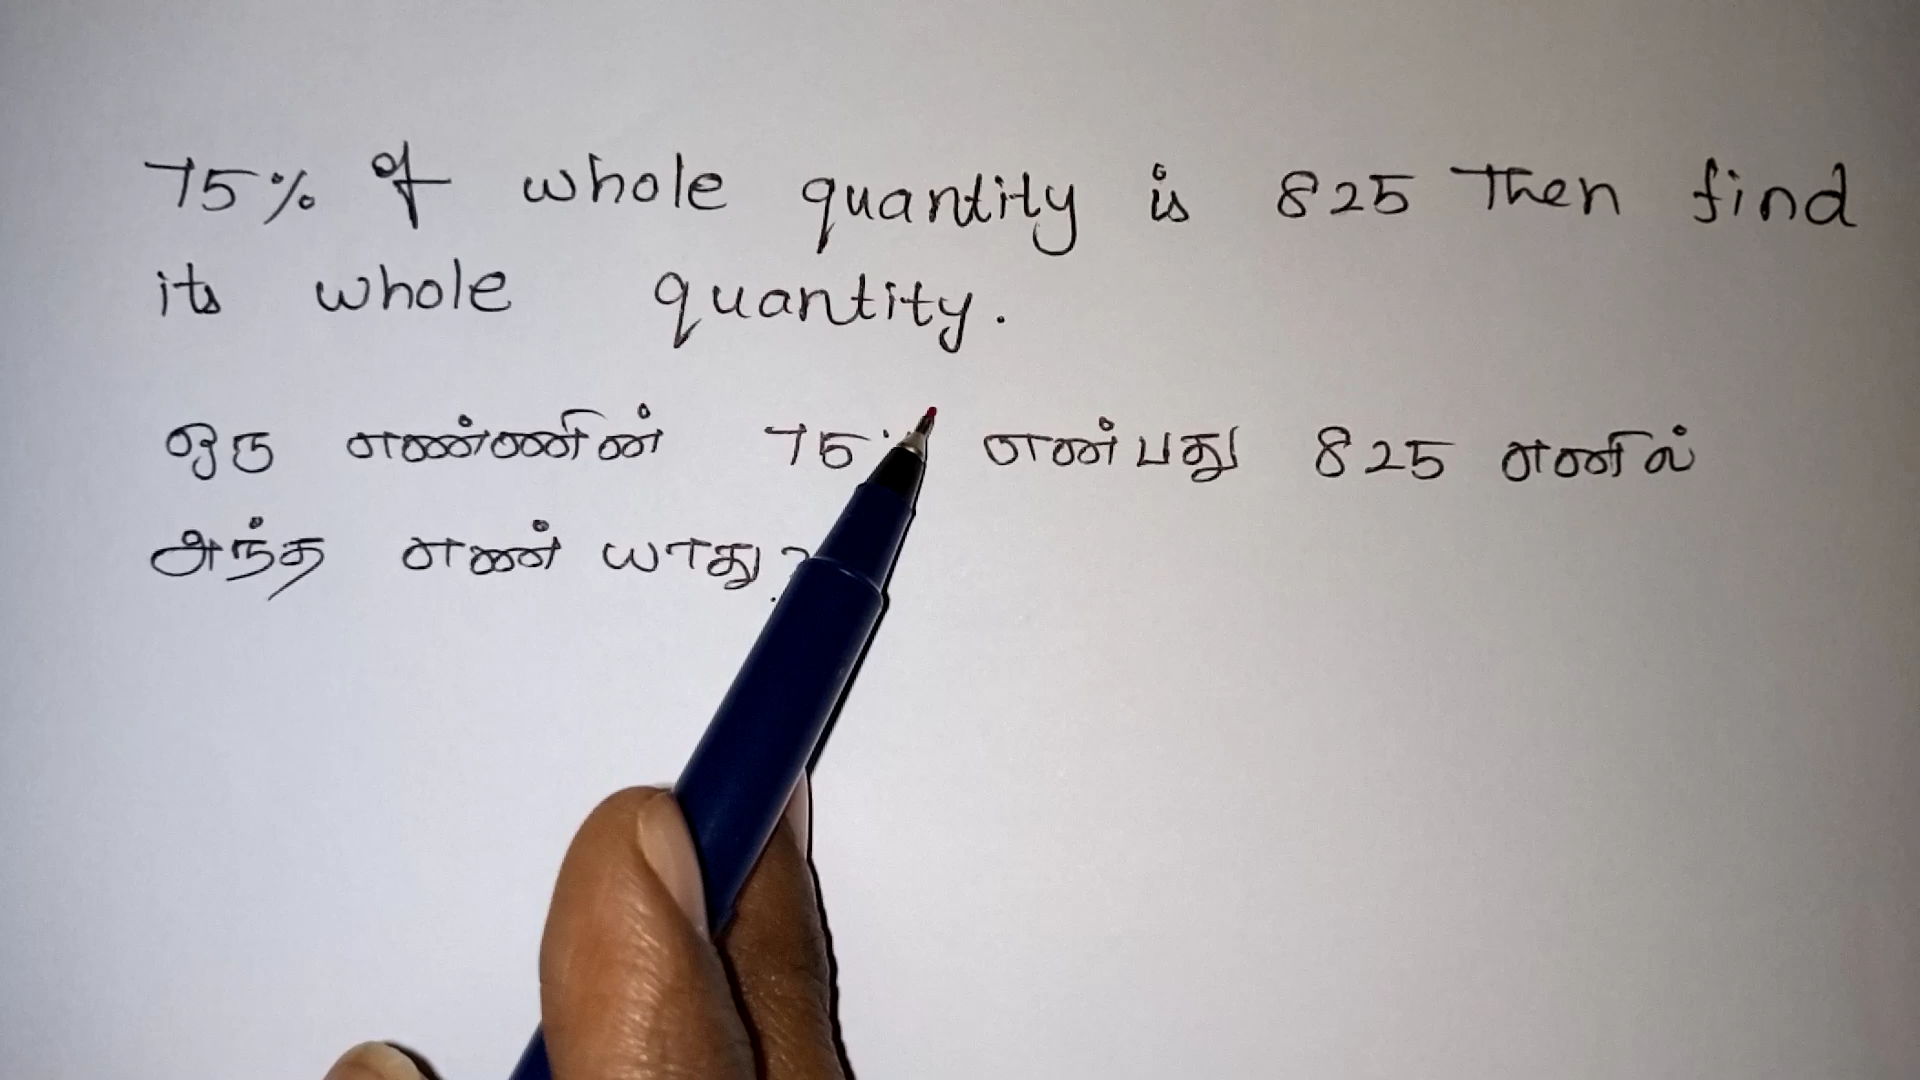 75% of whole quantity is 825 Then find
its whole quantity.
ஒரு எண்ணின் 75% என்பது 825 எனில்
அந்த எண் யாது?